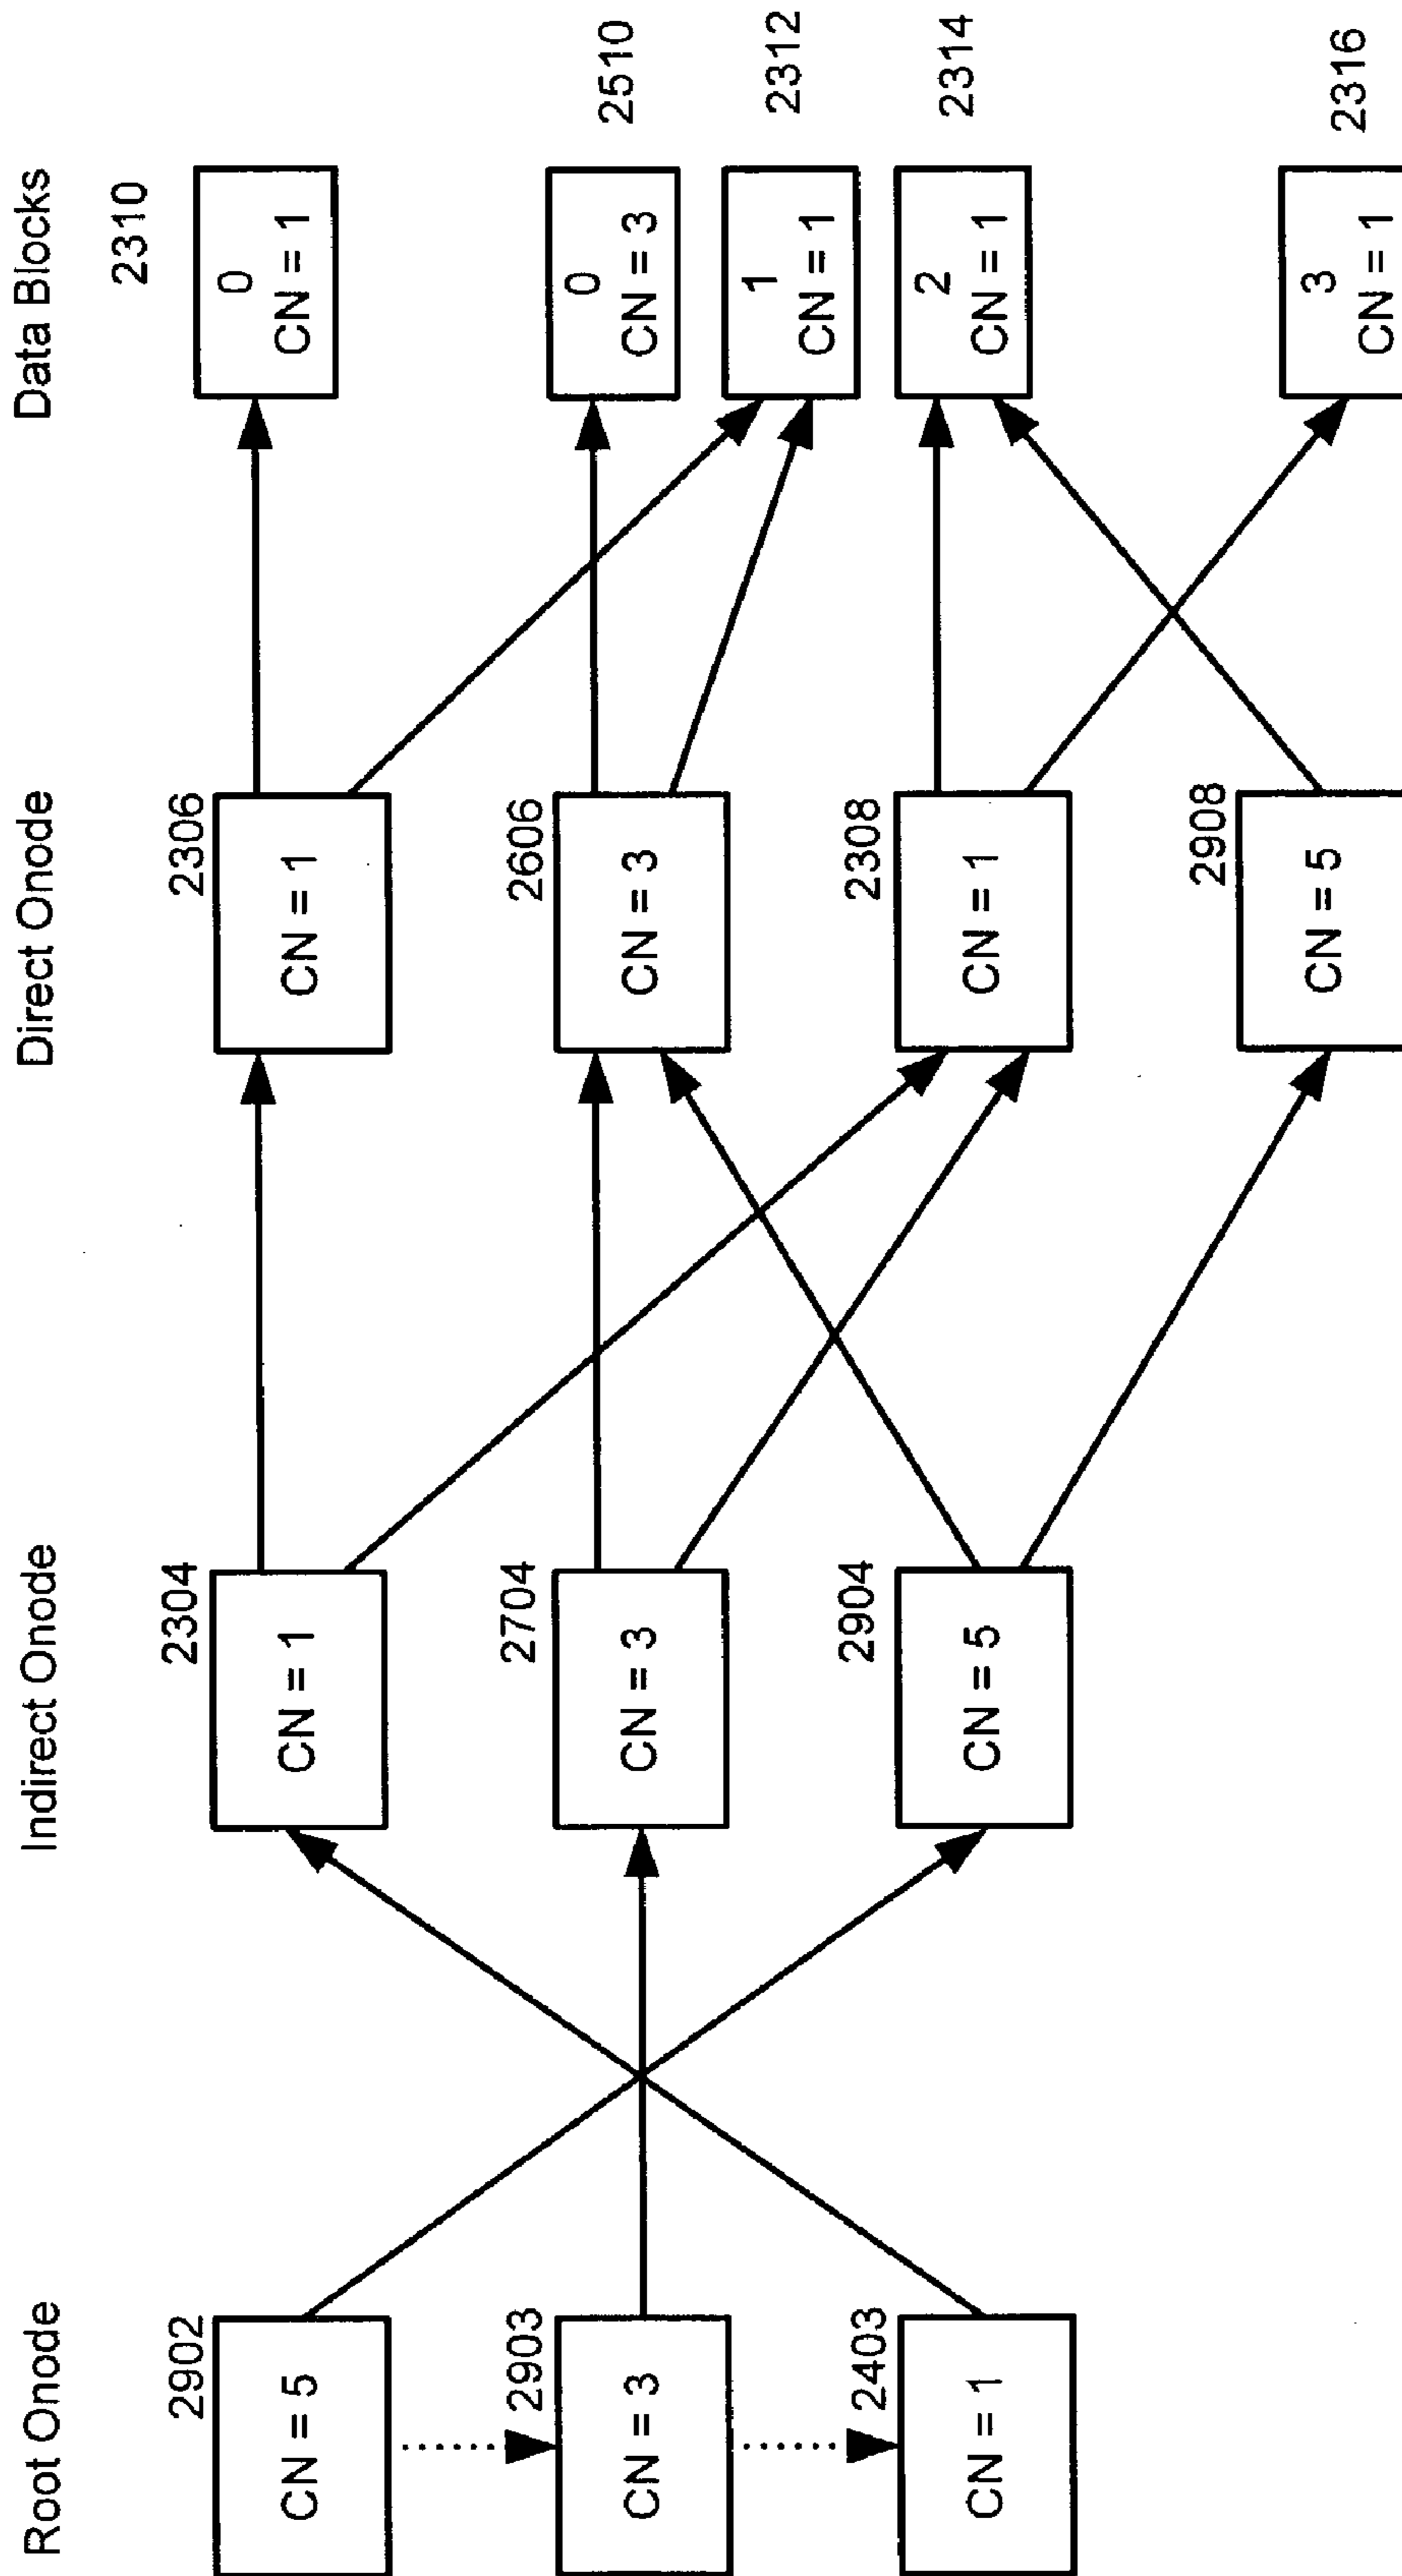 Root Onode
Indirect Onode
Direct Onode
Data Blocks
2902
CN = 5
2903
CN = 3
2403
CN = 1
2304
CN = 1
2704
CN = 3
2904
CN = 5
2306
CN = 1
2606
CN = 3
2308
CN = 1
2908
CN = 5
2310
0
CN = 1
2510
0
CN = 3
2312
1
CN = 1
2314
2
CN = 1
2316
3
CN = 1